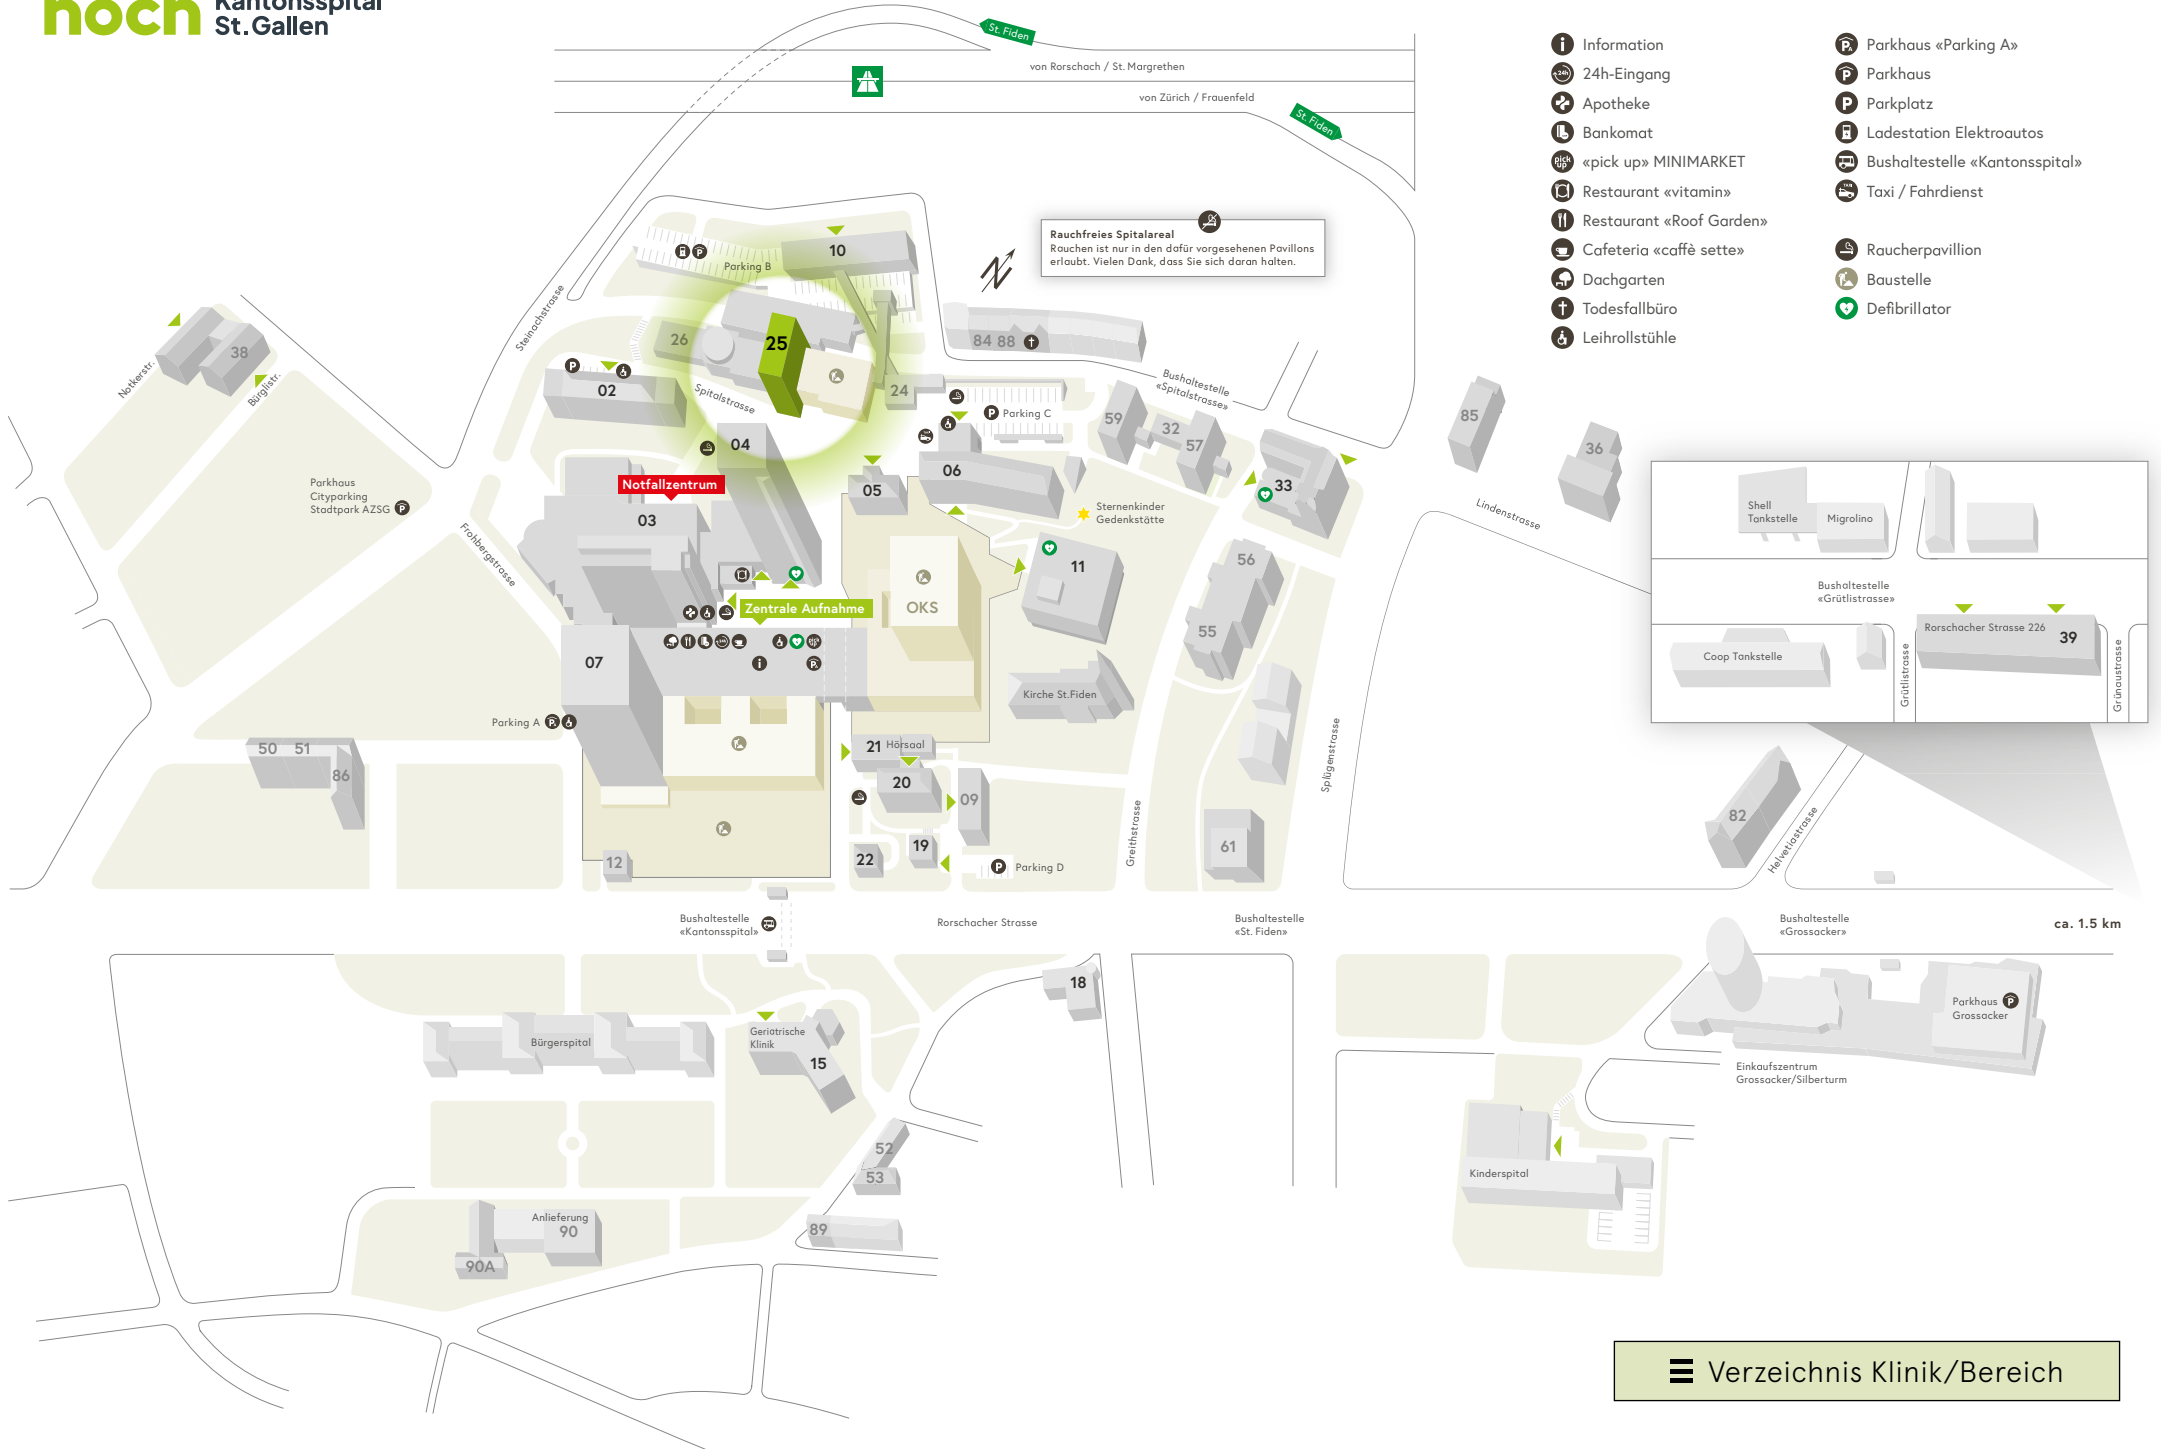 noch Kantonsspital
St.Gallen
St. Fiden
von Rorschach / St. Margrethen
von Zürich / Frauenfeld
St. Fiden
Information
24h-Eingang
Apotheke
Bankomat
«pick up» MINIMARKET
Restaurant «vitamin»
Restaurant «Roof Garden»
Cafeteria «caffè sette»
Dachgarten
Todesfallbüro
Leihrollstühle
Parkhaus «Parking A»
Parkhaus
Parkplatz
Ladestation Elektroautos
Bushaltestelle «Kantonsspital»
Taxi / Fahrdienst
Raucherpavillion
Baustelle
Defibrillator
Rauchfreies Spitalareal
Rauchen ist nur in den dafür vorgesehenen Pavillons
erlaubt. Vielen Dank, dass Sie sich daran halten.
N
10
Parking B
Steinachstrasse
26
25
84 88
38
Notkerstr.
Bürglistr.
02
Spitalstrasse
24
Bushaltestelle
«Spitalstrasse»
Parking C
59
32
57
85
36
04
06
05
33
Notfallzentrum
03
Parkhaus
Cityparking
Stadtpark AZSG
Frohbergstrasse
Sternenkinder
Gedenkstätte
Lindenstrasse
11
56
55
OKS
Zentrale Aufnahme
07
Kirche St.Fiden
Parking A
Shell
Tankstelle
Migrolino
Bushaltestelle
«Grütlistrasse»
Rorschacher Strasse 226
39
Coop Tankstelle
Grütlistrasse
Grünaustrasse
50 51
86
21 Hörsaal
20
09
19
22
12
Parking D
Greithstrasse
Splügenstrasse
61
82
Helvetiastrasse
Bushaltestelle
«Kantonsspital»
Rorschacher Strasse
Bushaltestelle
«St. Fiden»
Bushaltestelle
«Grossacker»
ca. 1.5 km
18
Bürgerspital
Geriatrische
Klinik
15
Parkhaus
Grossacker
Einkaufszentrum
Grossacker/Silberturm
52
53
89
Kinderspital
Anlieferung
90
90A
Verzeichnis Klinik/Bereich